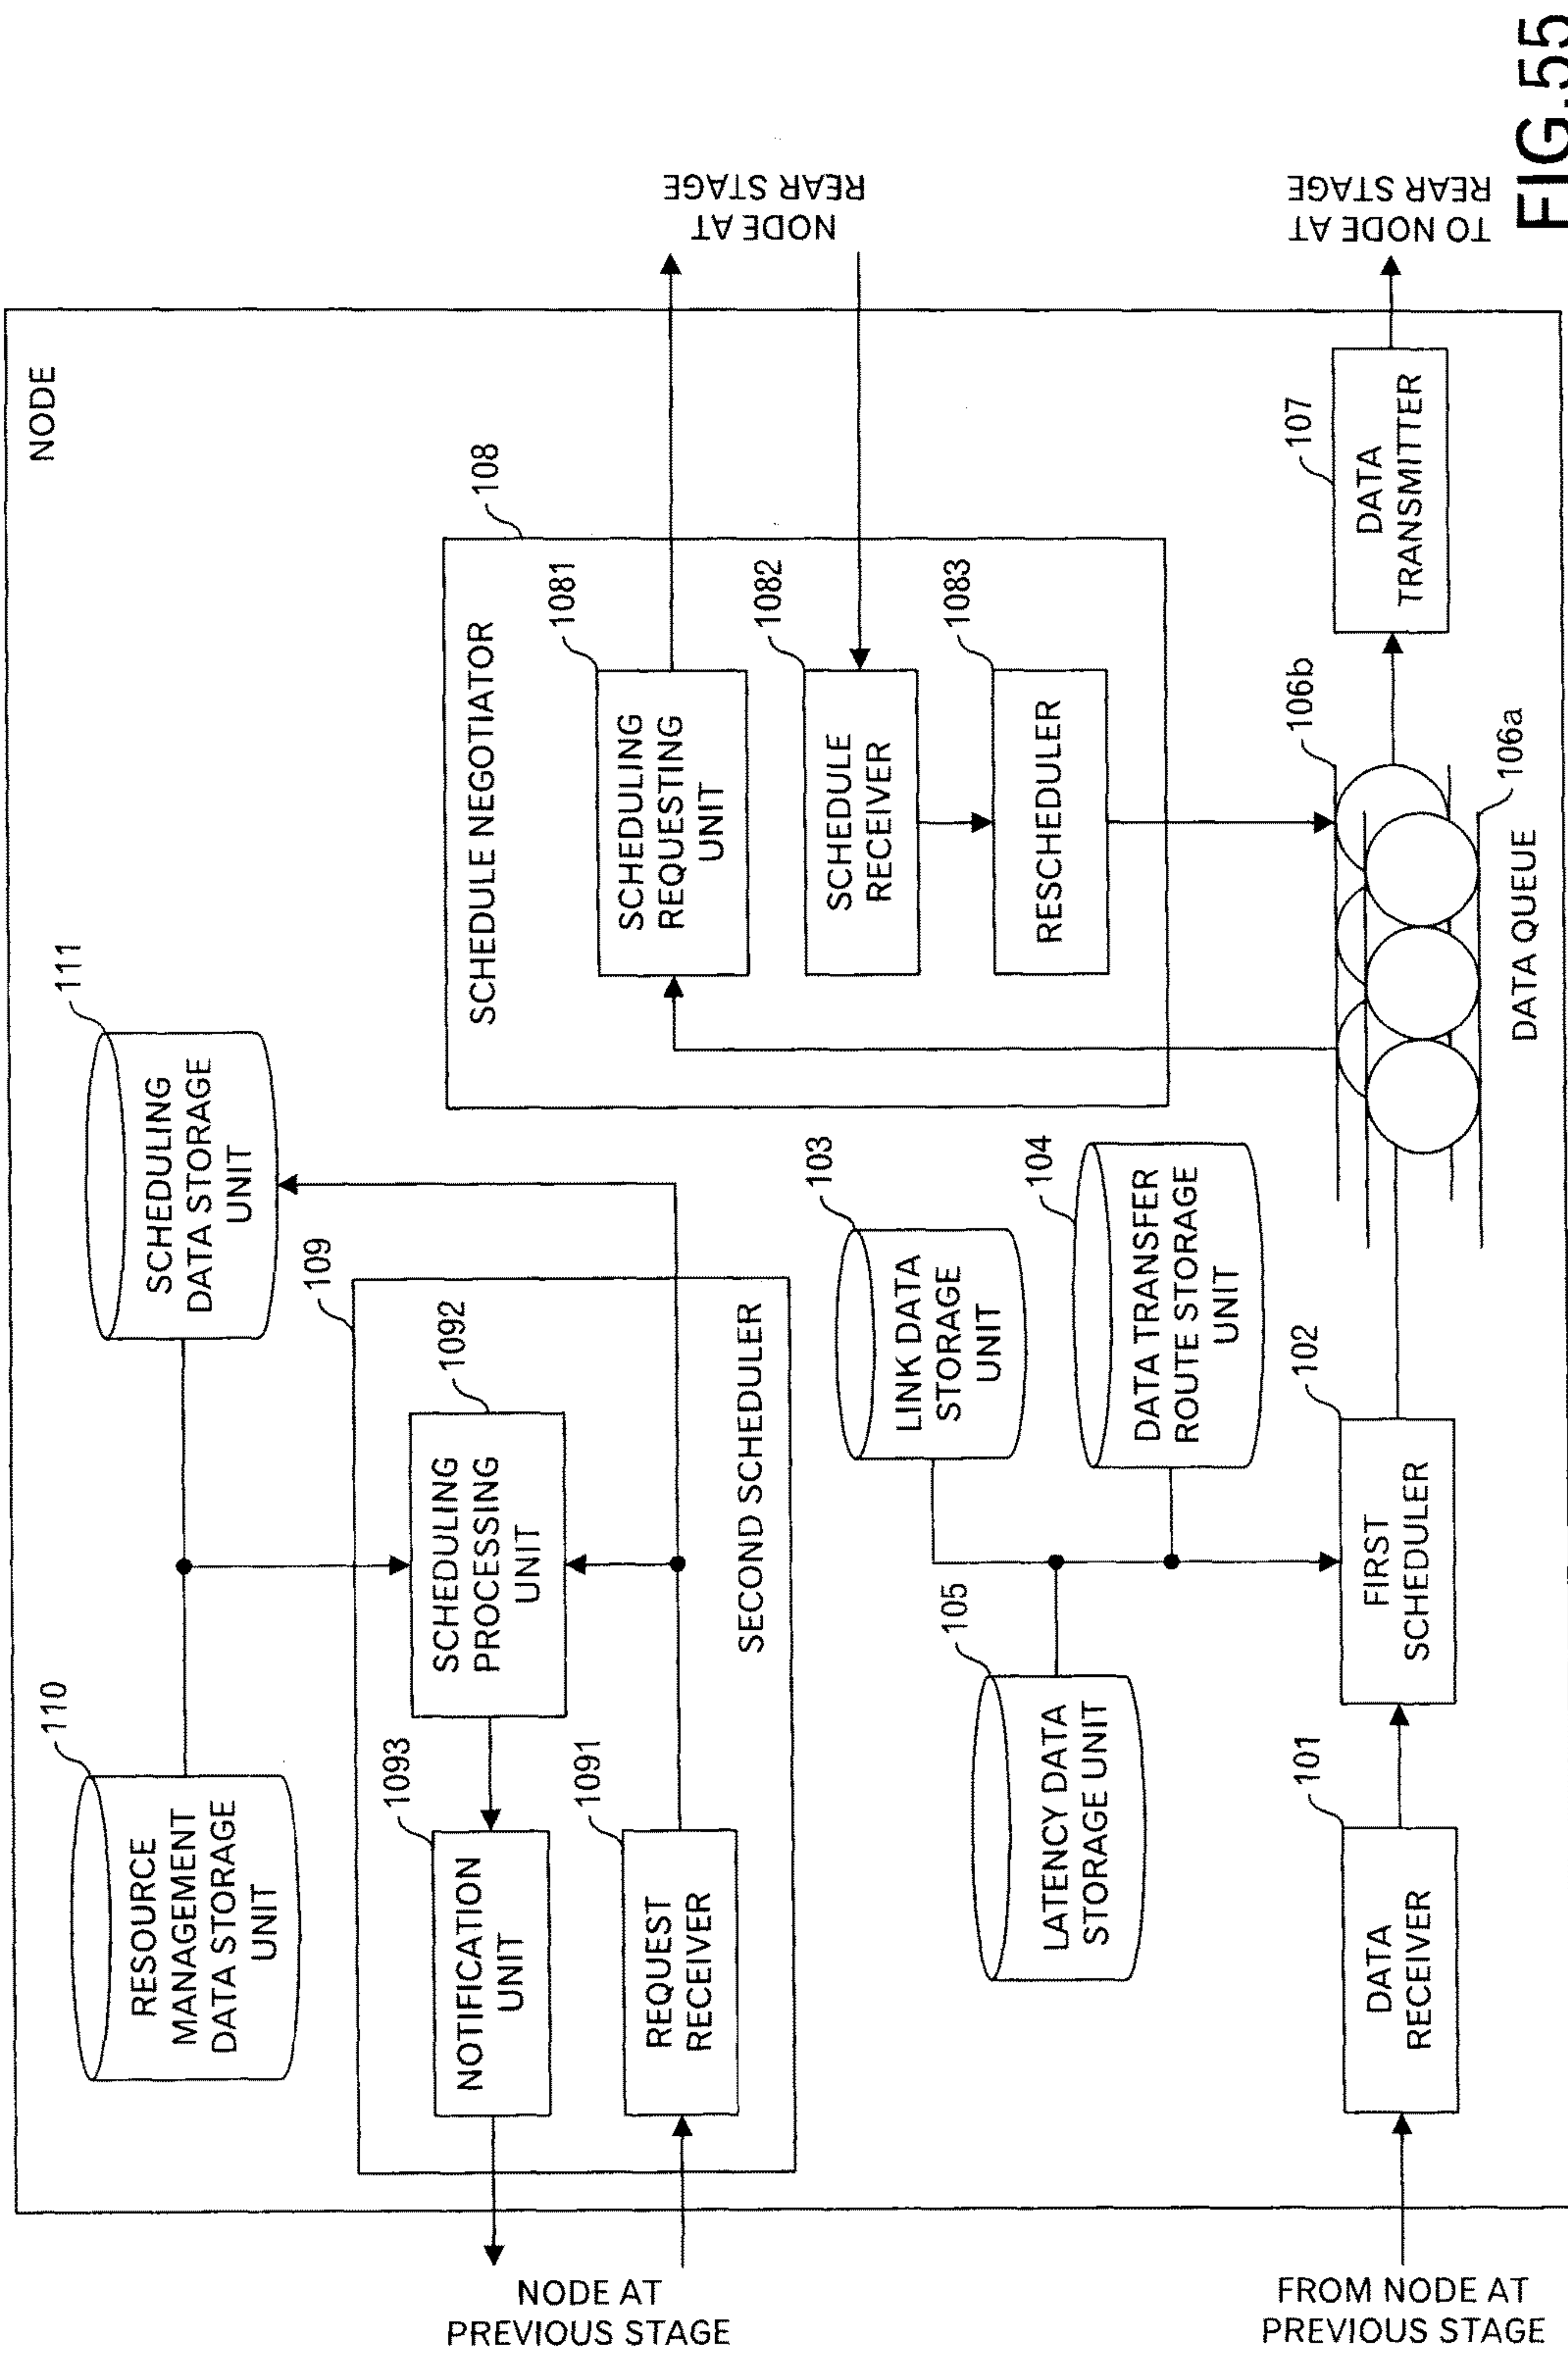 NODE
110
RESOURCE
MANAGEMENT
DATA STORAGE
UNIT
111
SCHEDULING
DATA STORAGE
UNIT
109
1093
NOTIFICATION
UNIT
1092
SCHEDULING
PROCESSING
UNIT
1091
REQUEST
RECEIVER
SECOND SCHEDULER
NODE AT
PREVIOUS STAGE
108
SCHEDULE NEGOTIATOR
1081
SCHEDULING
REQUESTING
UNIT
1082
SCHEDULE
RECEIVER
1083
RESCHEDULER
NODE AT
REAR STAGE
103
LINK DATA
STORAGE
UNIT
105
LATENCY DATA
STORAGE UNIT
104
DATA TRANSFER
ROUTE STORAGE
UNIT
FROM NODE AT
PREVIOUS STAGE
101
DATA
RECEIVER
102
FIRST
SCHEDULER
106b
106a
DATA QUEUE
107
DATA
TRANSMITTER
TO NODE AT
REAR STAGE
FIG.55